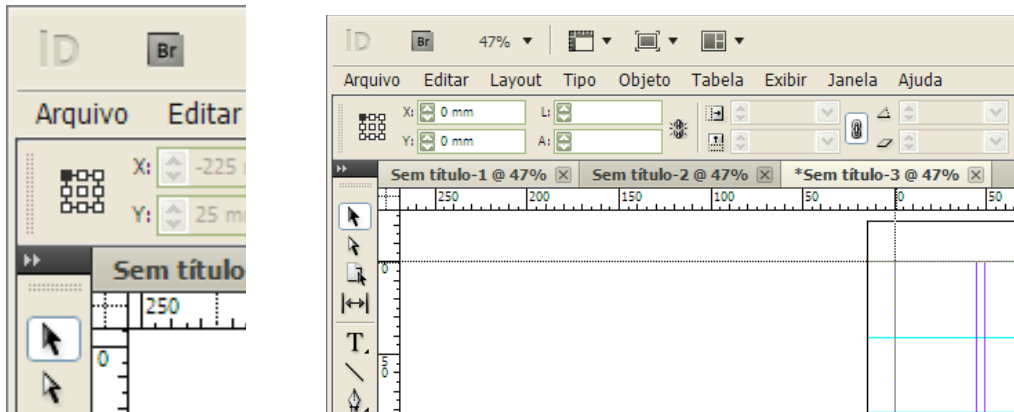 ID Br
Arquivo Editar
X: -225
Y: 25 m
Sem título
250
0
ID Br 47%
Arquivo Editar Layout Tipo Objeto Tabela Exibir Janela Ajuda
X: 0 mm L:
Y: 0 mm A:
Sem título-1 @ 47% Sem título-2 @ 47% *Sem título-3 @ 47%
250 200 150 100 50 0 50
0
T
50